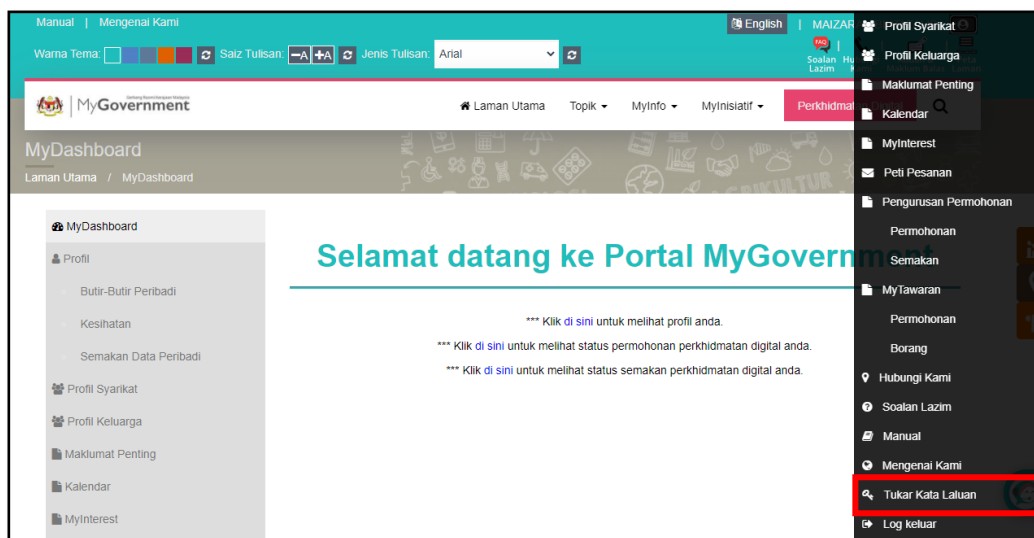 Manual | Mengenai Kami
English | MAIZAR
Warna Tema: Saiz Tulisan: -A +A Jenis Tulisan: Arial
FAQ
Soalan
Lazim
MyGovernment
Laman Utama Topik MyInfo MyInisiatif Perkhidmatan Digital
MyDashboard
Laman Utama / MyDashboard
MyDashboard
Profil
Butir-Butir Peribadi
Kesihatan
Semakan Data Peribadi
Profil Syarikat
Profil Keluarga
Maklumat Penting
Kalendar
MyInterest
Selamat datang ke Portal MyGovernment
*** Klik di sini untuk melihat profil anda.
*** Klik di sini untuk melihat status permohonan perkhidmatan digital anda.
*** Klik di sini untuk melihat status semakan perkhidmatan digital anda.
Profil Syarikat
Profil Keluarga
Maklumat Penting
Kalendar
MyInterest
Peti Pesanan
Pengurusan Permohonan
Permohonan
Semakan
MyTawaran
Permohonan
Borang
Hubungi Kami
Soalan Lazim
Manual
Mengenai Kami
Tukar Kata Laluan
Log keluar